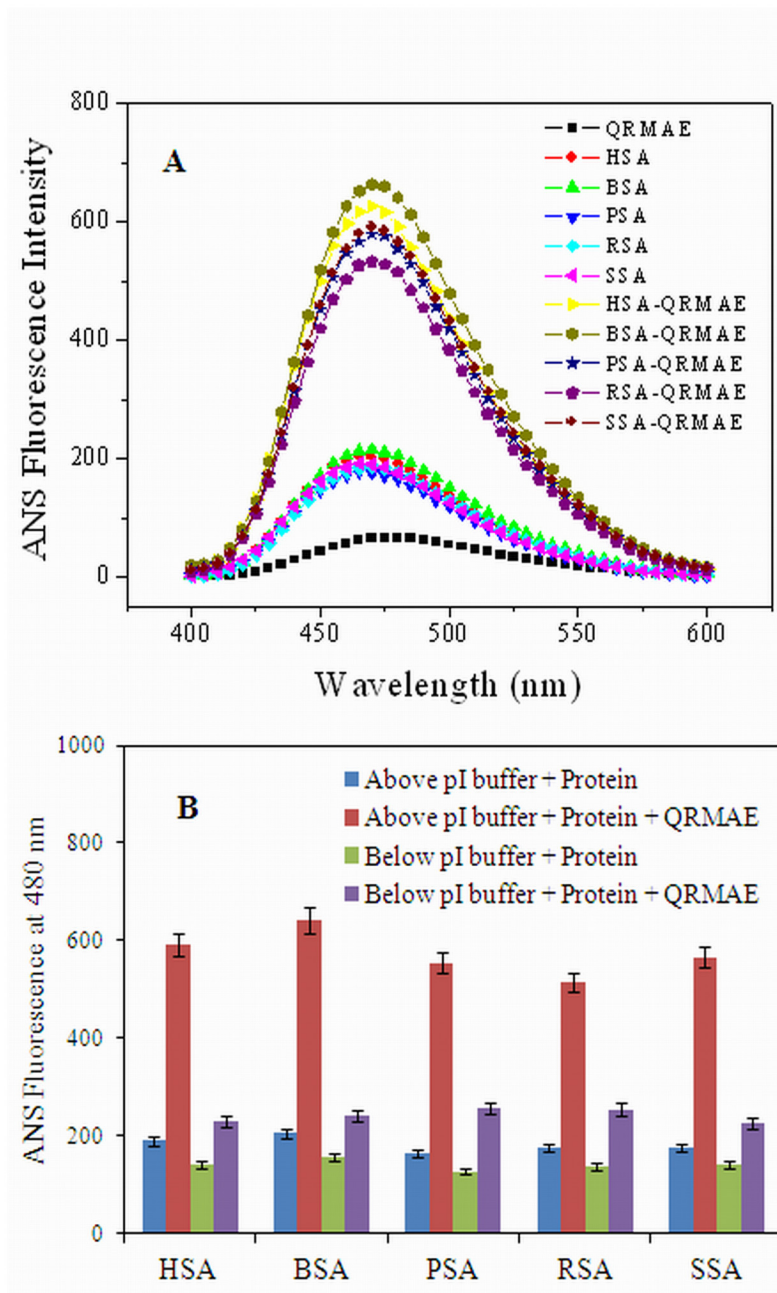 800
600
400
200
0
ANS Fluorescence Intensity
A
QRMAE
HSA
BSA
PSA
RSA
SSA
HSA-QRMAE
BSA-QRMAE
PSA-QRMAE
RSA-QRMAE
SSA-QRMAE
400 450 500 550 600
Wavelength (nm)
1000
800
600
400
200
0
ANS Fluorescence at 480 nm
B
Above pI buffer + Protein
Above pI buffer + Protein + QRMAE
Below pI buffer + Protein
Below pI buffer + Protein + QRMAE
HSA BSA PSA RSA SSA